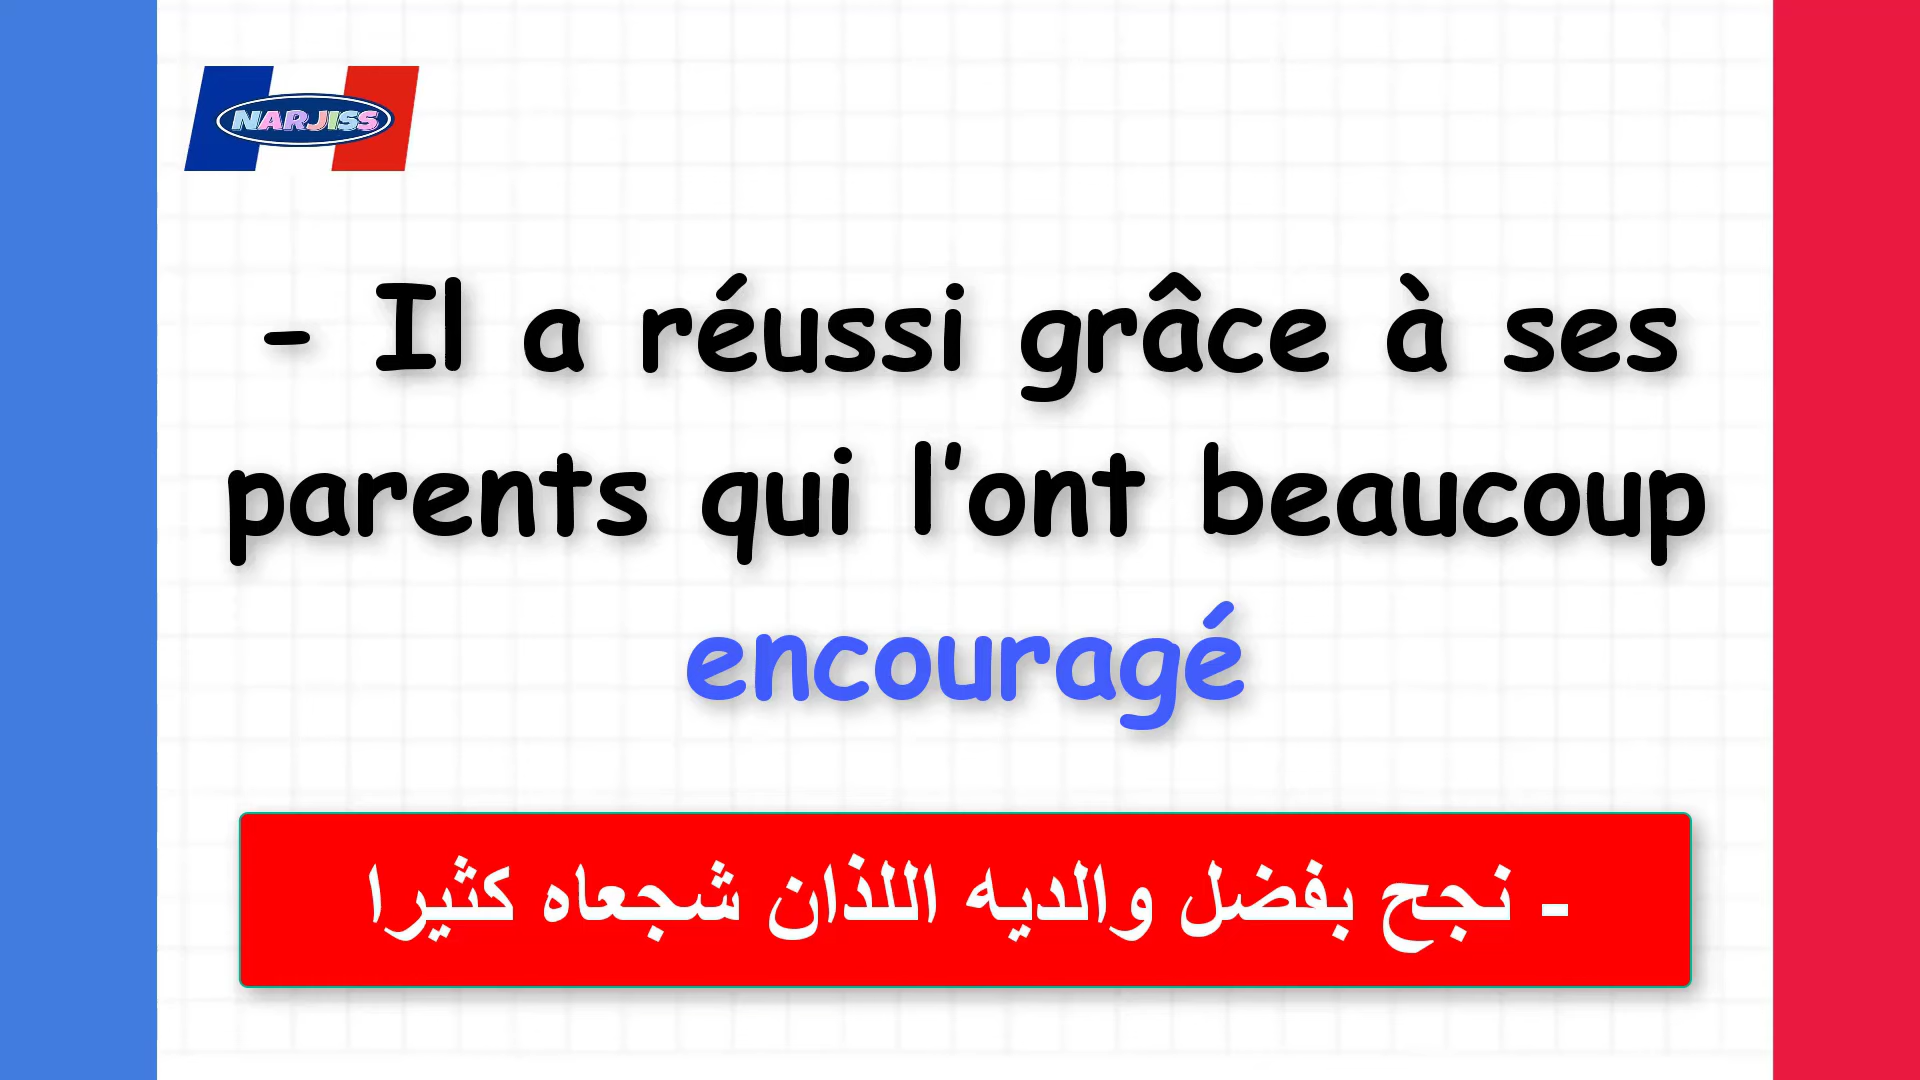 NARJISS
- Il a réussi grâce à ses
parents qui l'ont beaucoup
encouragé
- نجح بفضل والديه اللذان شجعاه كثيرا